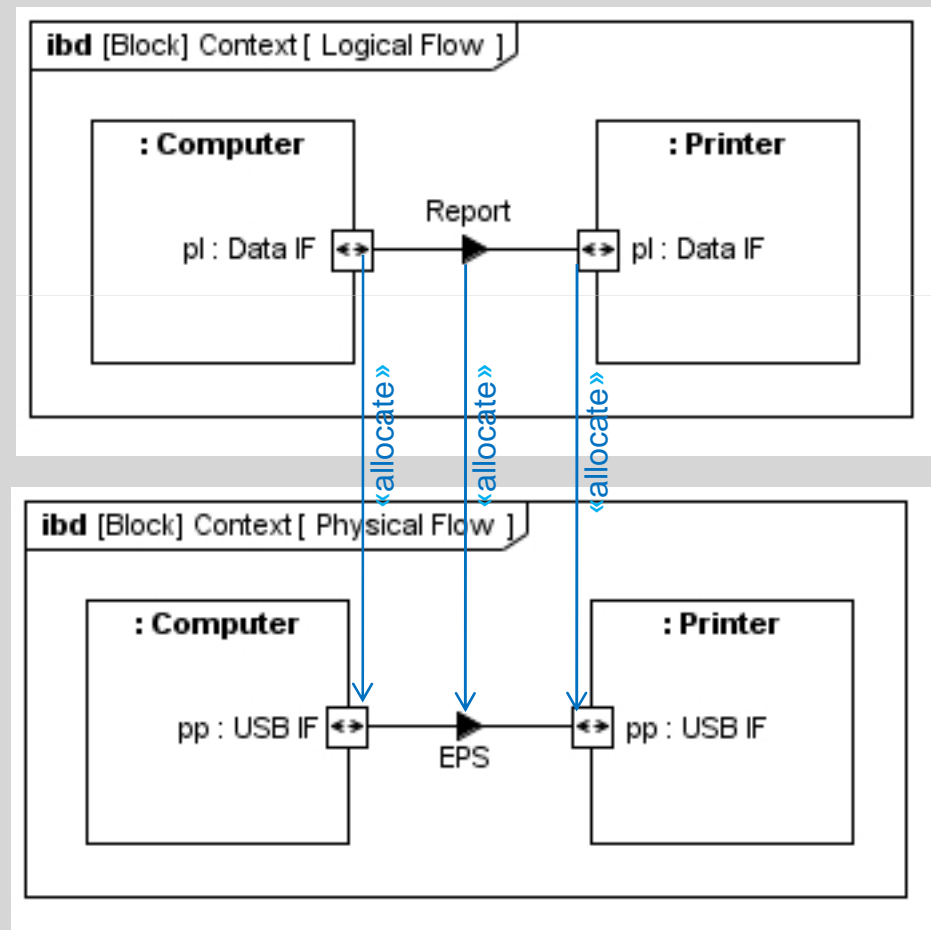 ibd [Block] Context [ Logical Flow ]
: Computer
: Printer
Report
pl : Data IF
pl : Data IF
«allocate»
«allocate»
«allocate»
ibd [Block] Context [ Physical Flow ]
: Computer
: Printer
pp : USB IF
pp : USB IF
EPS